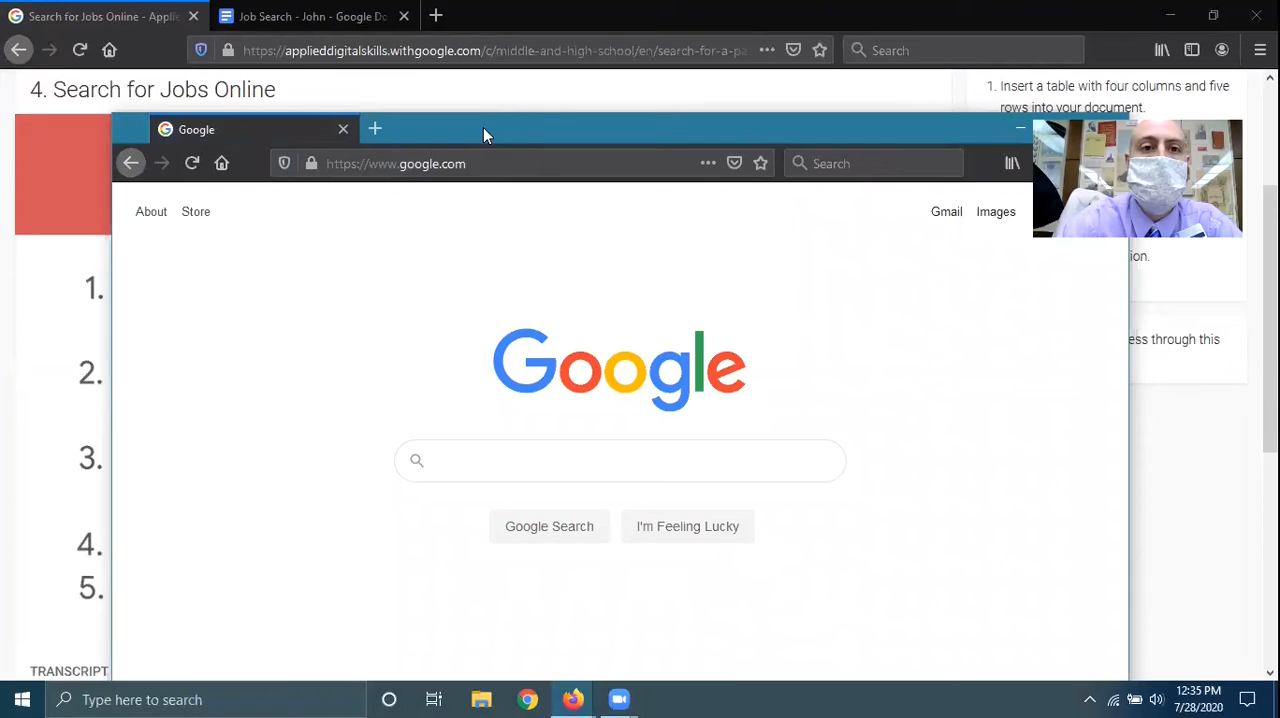 Search for Jobs Online - Applie
Job Search - John - Google Do
https://applieddigitalskills.withgoogle.com/c/middle-and-high-school/en/search-for-a-pa
Search
4. Search for Jobs Online
1. Insert a table with four columns and five
rows into your document.
Google
https://www.google.com
Search
About
Store
Gmail
Images
ion.
1.
ess through this
Google
2.
3.
Google Search
I'm Feeling Lucky
4.
5.
TRANSCRIPT
Type here to search
12:35 PM
7/28/2020